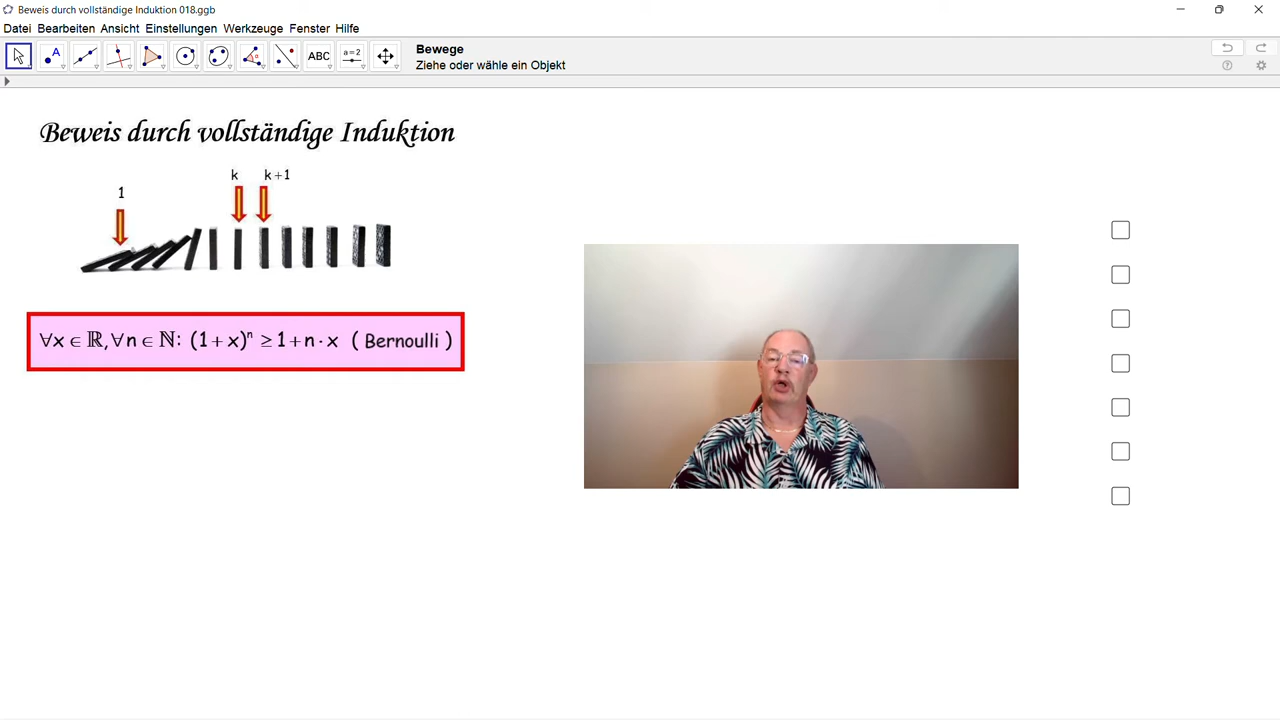 Beweis durch vollständige Induktion 018.ggb
Datei Bearbeiten Ansicht Einstellungen Werkzeuge Fenster Hilfe
A
ABC
a=2
Bewege
Ziehe oder wähle ein Objekt
Beweis durch vollständige Induktion
1
k
k+1
∀x ∈ ℝ, ∀n ∈ ℕ: (1+x)ⁿ ≥ 1+n·x ( Bernoulli )